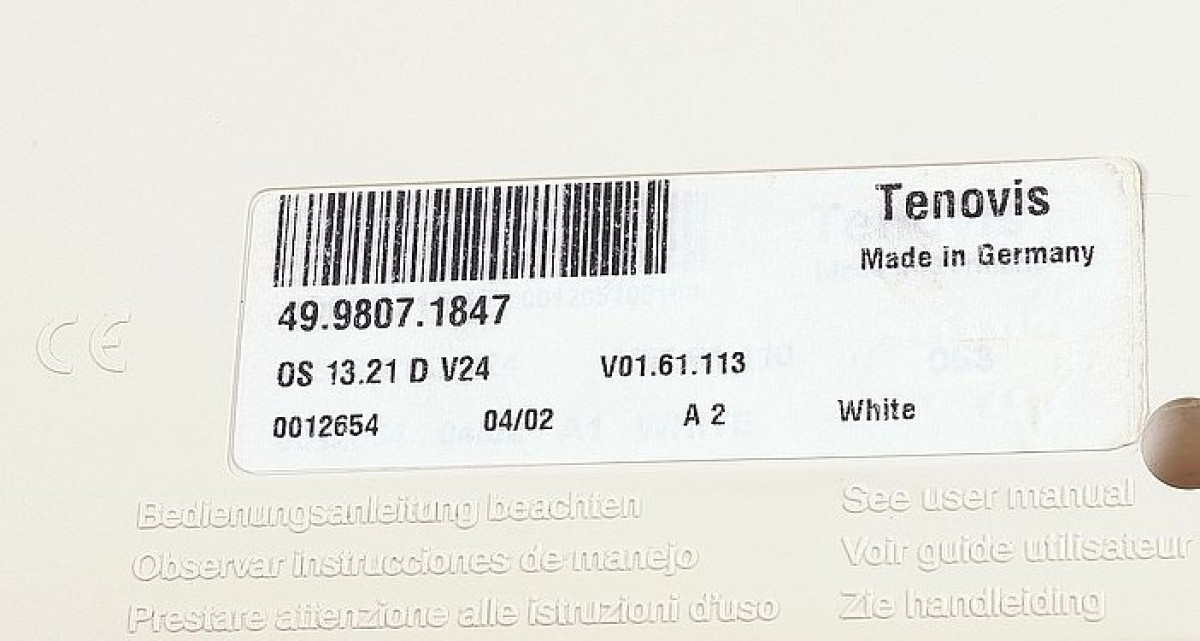 Tenovis
Made in Germany
49.9807.1847
OS 13.21 D V24 V01.61.113
0012654 04/02 A 2 White
CE
Bedienungsanleitung beachten See user manual
Observar instrucciones de manejo Voir guide utilisateur
Prestare attenzione alle istruzioni d'uso Zie handleiding